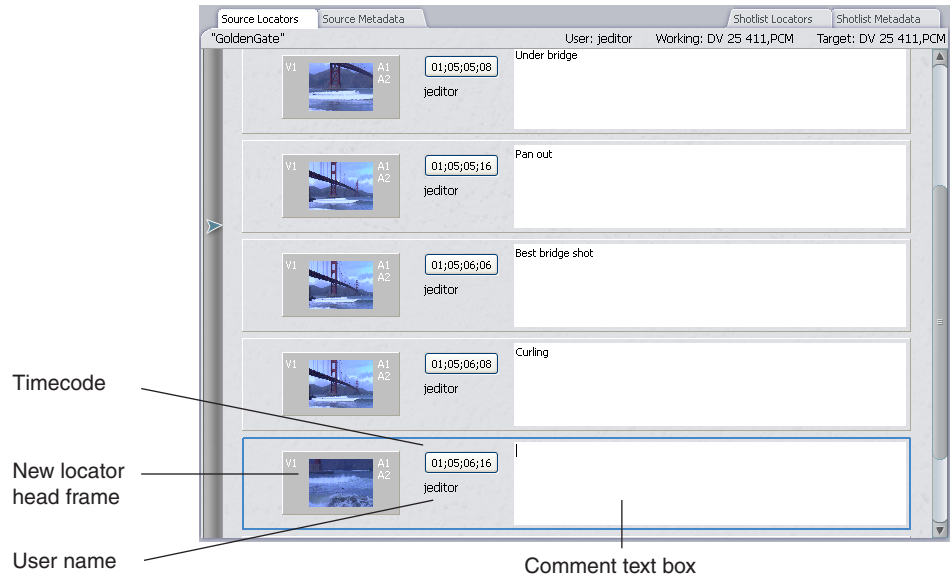 Source Locators Source Metadata Shotlist Locators Shotlist Metadata
"GoldenGate" User: jeditor Working: DV 25 411,PCM Target: DV 25 411,PCM
V1 A1 01;05;05;08 Under bridge
A2
jeditor
V1 A1 01;05;05;16 Pan out
A2
jeditor
V1 A1 01;05;06;06 Best bridge shot
A2
jeditor
V1 A1 01;05;06;08 Curling
A2
jeditor
Timecode
V1 A1 01;05;06;16
A2
jeditor
New locator
head frame
User name
Comment text box